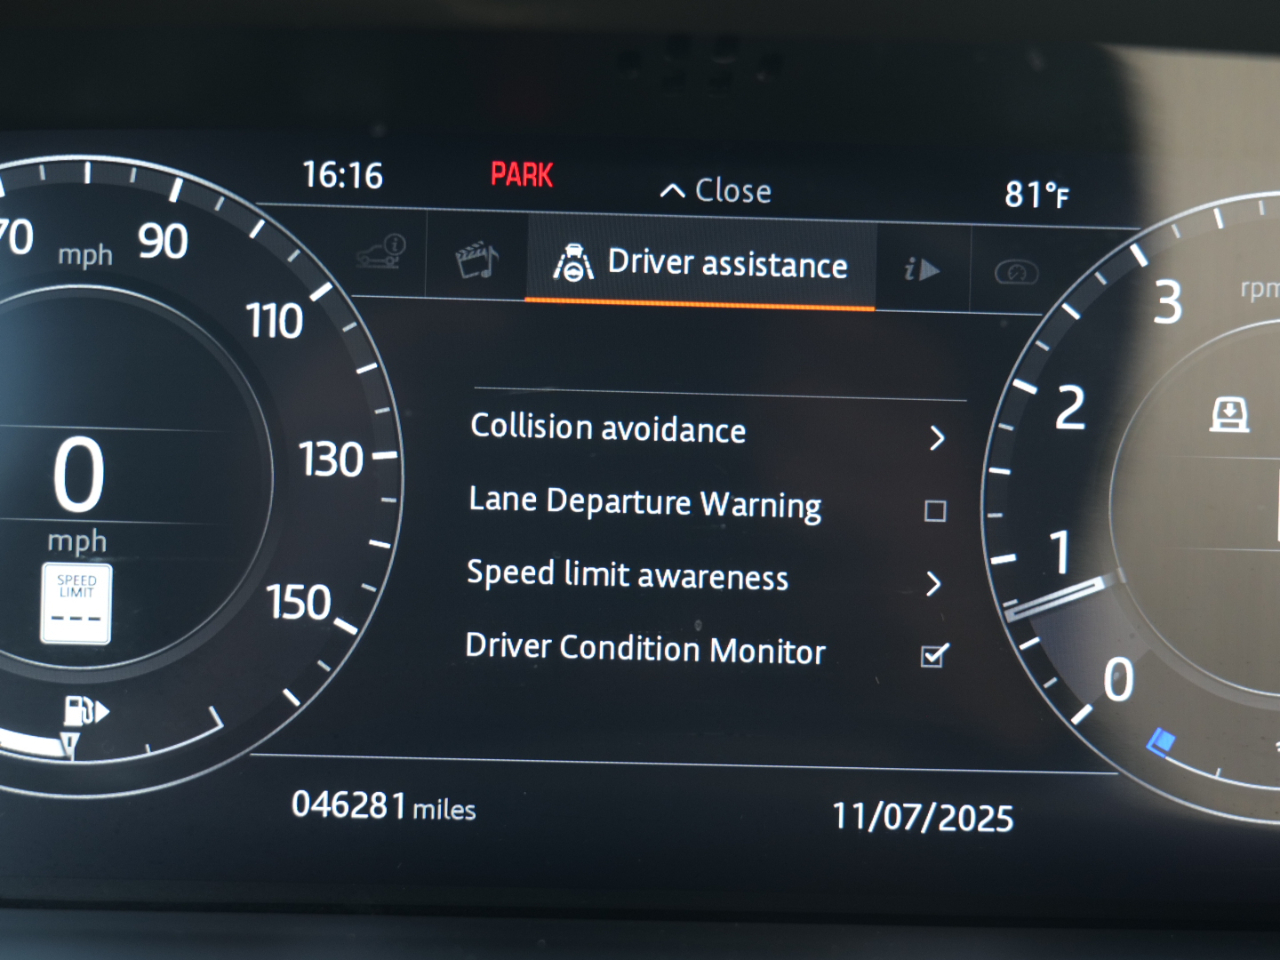 16:16 PARK Close 81°F
Driver assistance
70 mph 90
110
130
150
0
mph
SPEED
LIMIT
---
Collision avoidance
Lane Departure Warning
Speed limit awareness
Driver Condition Monitor
3 rpm
2
1
0
046281 miles 11/07/2025